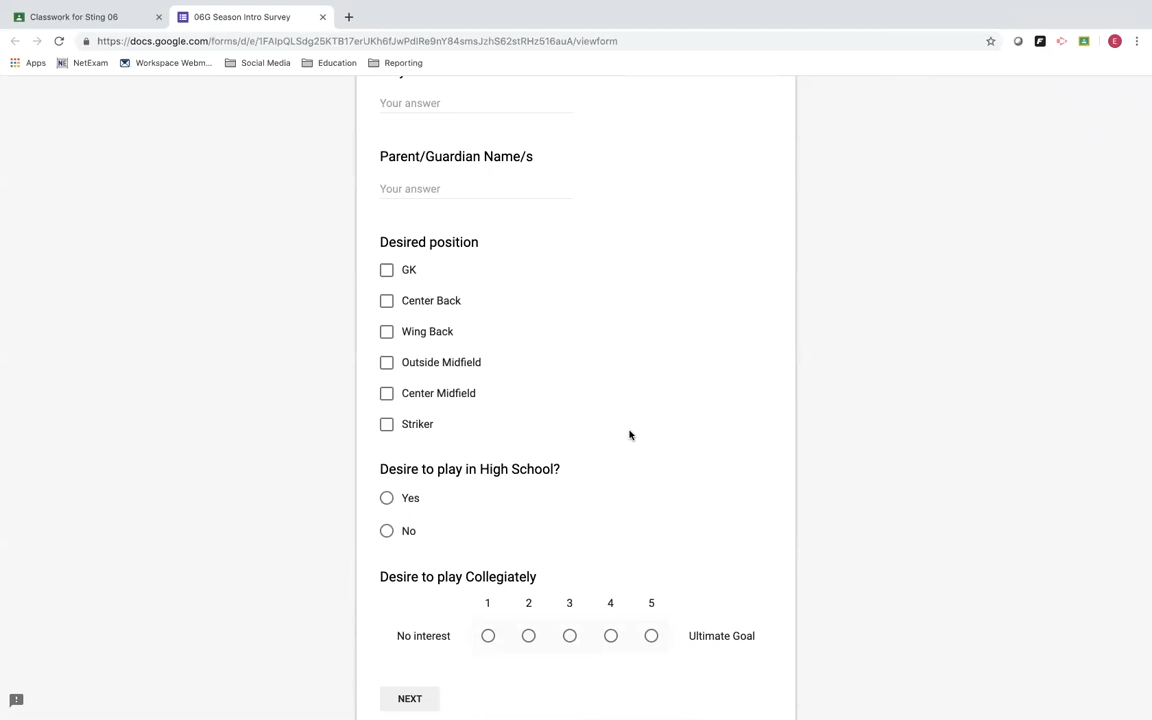 Classwork for Sting 06
06G Season Intro Survey
https://docs.google.com/forms/d/e/1FAIpQLSdg25KTB17erUKh6fJwPdIRe9nY84smsJzhS62stRHz516auA/viewform
E
Apps
NE NetExam
Workspace Webm...
Social Media
Education
Reporting
Your answer
Parent/Guardian Name/s
Your answer
Desired position
GK
Center Back
Wing Back
Outside Midfield
Center Midfield
Striker
Desire to play in High School?
Yes
No
Desire to play Collegiately
1 2 3 4 5
No interest Ultimate Goal
NEXT